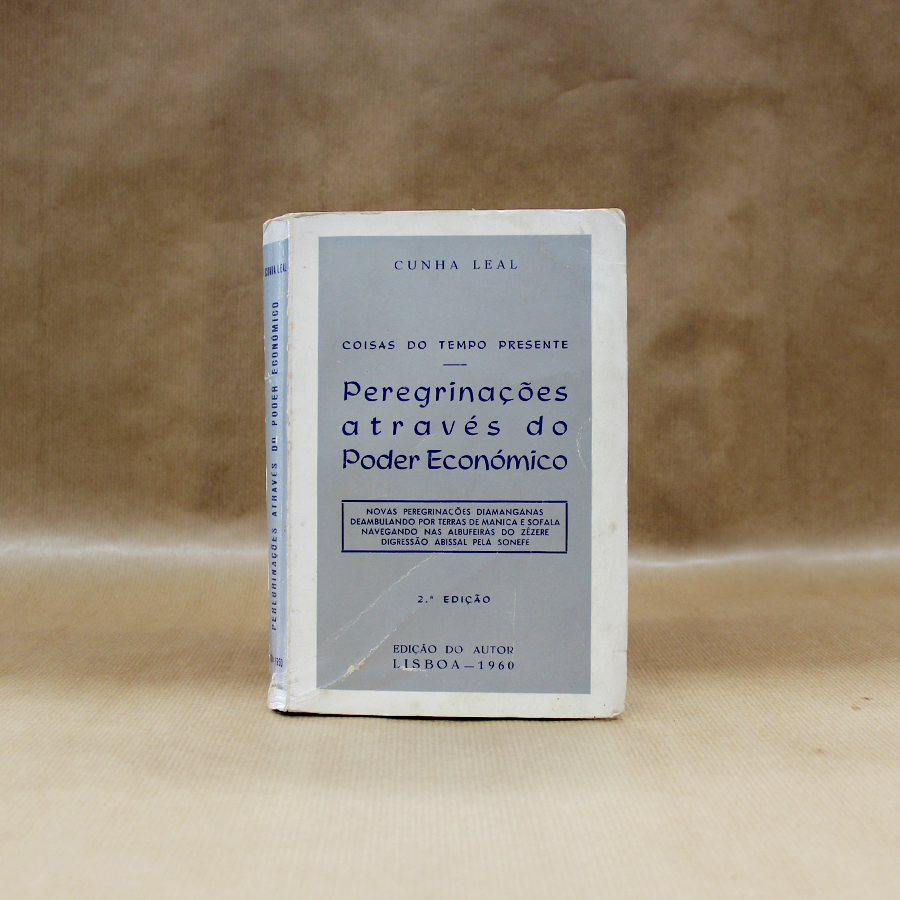 CUNHA LEAL
COISAS DO TEMPO PRESENTE
Peregrinações
através do
Poder Económico
NOVAS PEREGRINAÇÕES DIAMANGANAS
DEAMBULANDO POR TERRAS DE MANICA E SOFALA
NAVEGANDO NAS ALBUFEIRAS DO ZÊZERE
DIGRESSÃO ABISSAL PELA SONEFE
2.ª EDIÇÃO
EDIÇÃO DO AUTOR
LISBOA—1960
CUNHA LEAL
PEREGRINAÇÕES ATRAVÉS DO PODER ECONÓMICO
1960